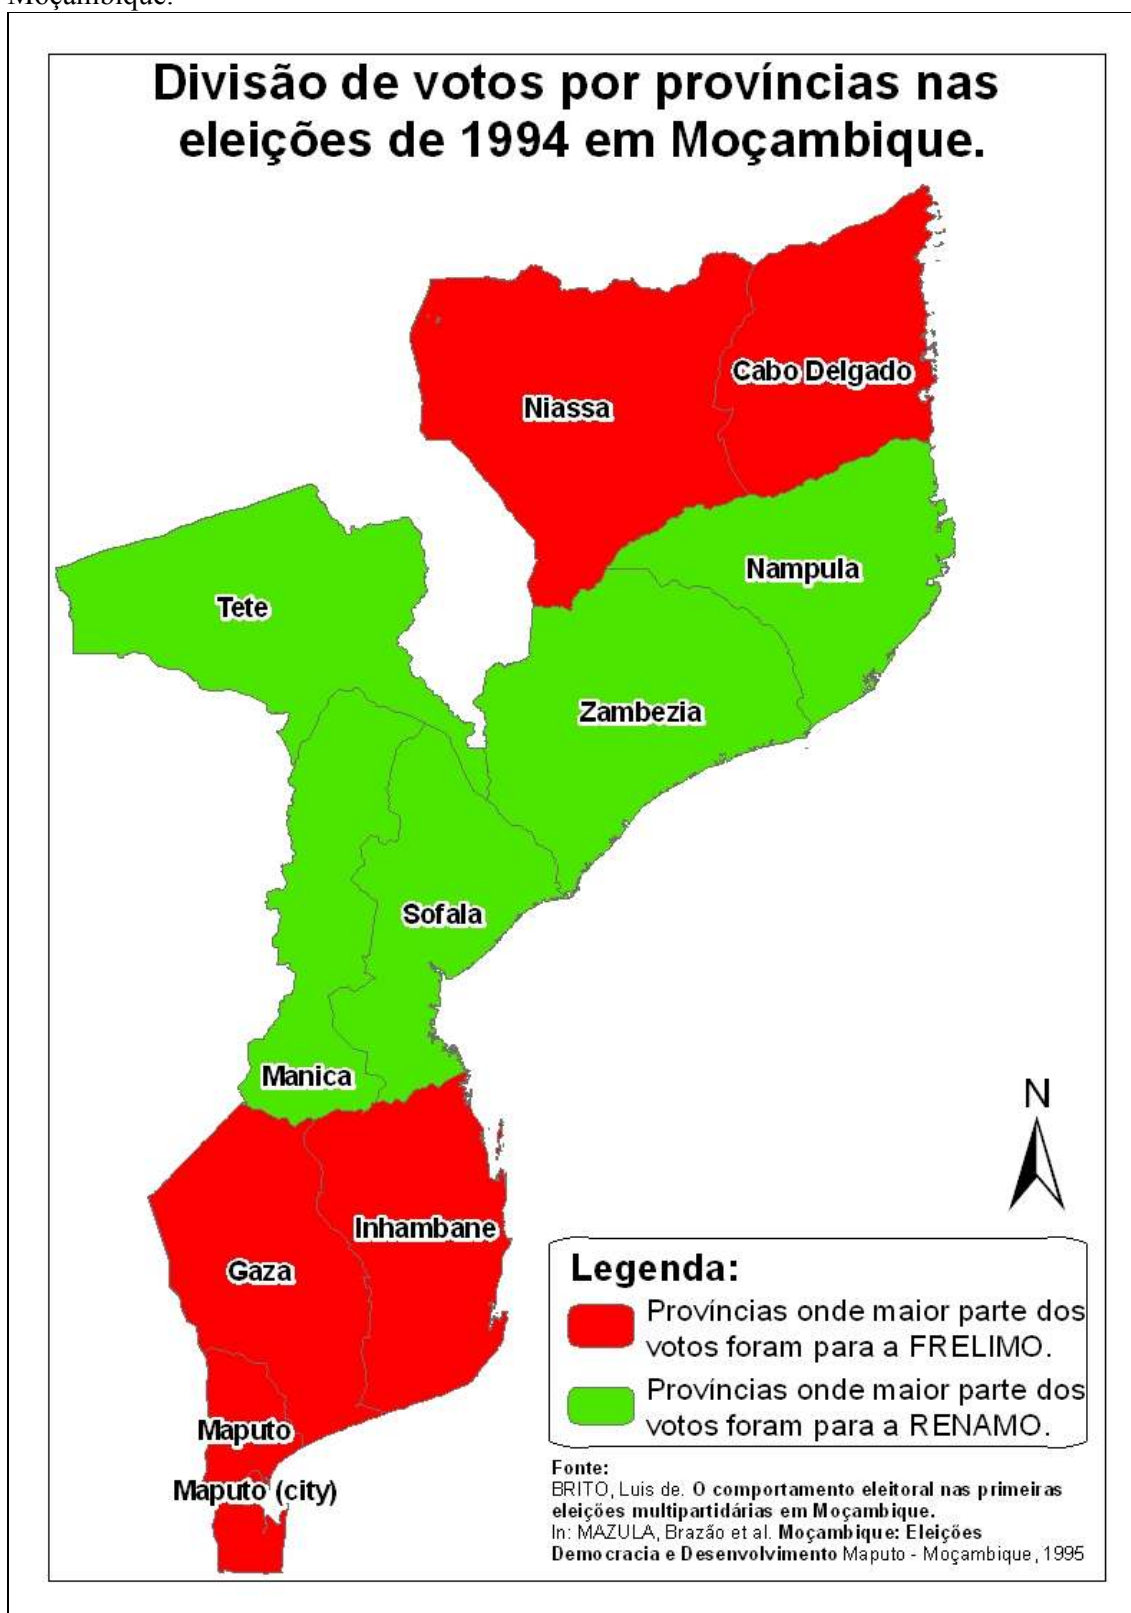 Moçambique.
Divisão de votos por províncias nas
eleições de 1994 em Moçambique.
Cabo Delgado
Niassa
Nampula
Tete
Zambezia
Sofala
Manica
N
Inhambane
Gaza
Legenda:
Províncias onde maior parte dos
votos foram para a FRELIMO.
Províncias onde maior parte dos
votos foram para a RENAMO.
Maputo
Maputo (city)
Fonte:
BRITO, Luis de. O comportamento eleitoral nas primeiras
eleições multipartidárias em Moçambique.
In: MAZULA, Brazão et al. Moçambique: Eleições
Democracia e Desenvolvimento Maputo - Moçambique, 1995